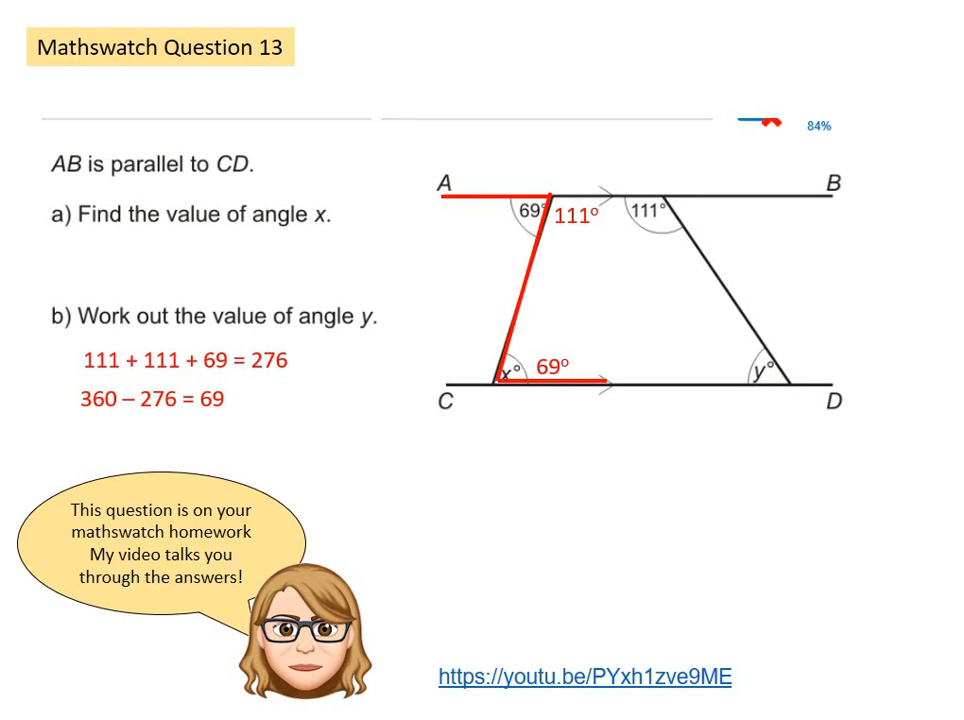 Mathswatch Question 13
84%
AB is parallel to CD.
a) Find the value of angle x.
b) Work out the value of angle y.
111 + 111 + 69 = 276
360 – 276 = 69
A
B
69°
111º
111°
x°
69º
y°
C
D
This question is on your
mathswatch homework
My video talks you
through the answers!
https://youtu.be/PYxh1zve9ME